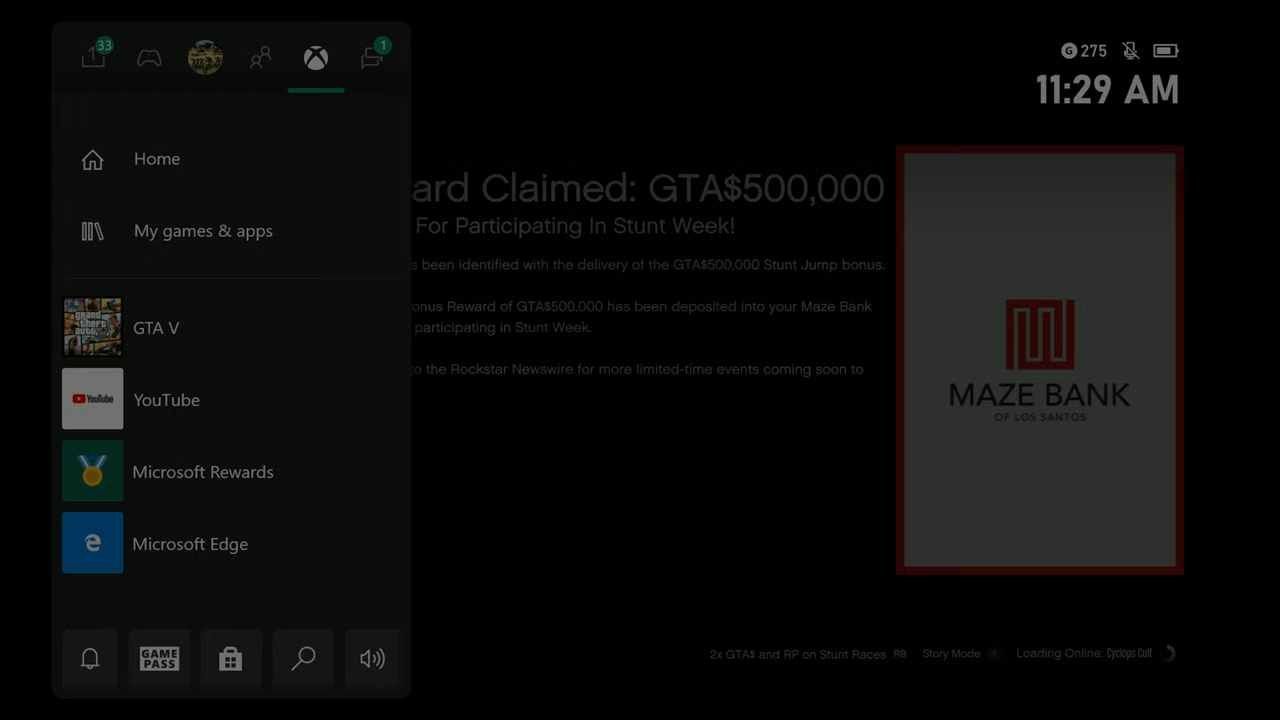 33
1
G 275
11:29 AM
Home
My games & apps
GTA V
YouTube
YouTube
Microsoft Rewards
Microsoft Edge
GAME
PASS
ard Claimed: GTA$500,000
For Participating In Stunt Week!
s been identified with the delivery of the GTA$500,000 Stunt Jump bonus.
onus Reward of GTA$500,000 has been deposited into your Maze Bank
participating in Stunt Week.
to the Rockstar Newswire for more limited-time events coming soon to
MAZE BANK
OF LOS SANTOS
2x GTA$ and RP on Stunt Races RB Story Mode A Loading Online: Cyclops Cult